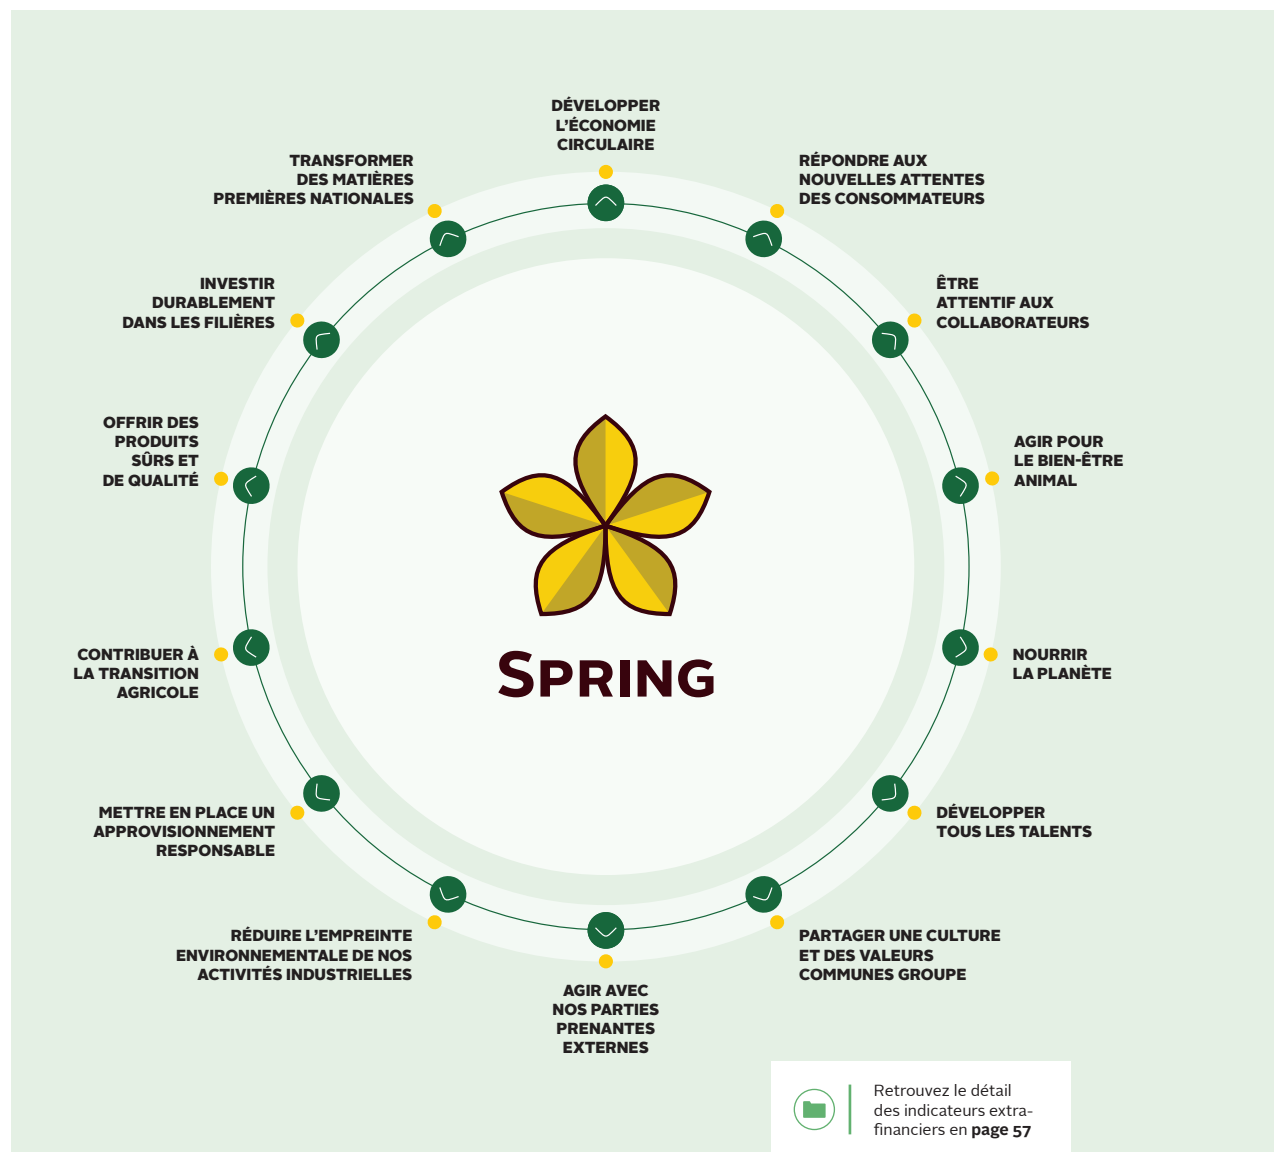 DÉVELOPPER
L'ÉCONOMIE
CIRCULAIRE
RÉPONDRE AUX
NOUVELLES ATTENTES
DES CONSOMMATEURS
ÊTRE
ATTENTIF AUX
COLLABORATEURS
AGIR POUR
LE BIEN-ÊTRE
ANIMAL
NOURRIR
LA PLANÈTE
DÉVELOPPER
TOUS LES TALENTS
PARTAGER UNE CULTURE
ET DES VALEURS
COMMUNES GROUPE
AGIR AVEC
NOS PARTIES
PRENANTES
EXTERNES
RÉDUIRE L'EMPREINTE
ENVIRONNEMENTALE DE NOS
ACTIVITÉS INDUSTRIELLES
METTRE EN PLACE UN
APPROVISIONNEMENT
RESPONSABLE
CONTRIBUER À
LA TRANSITION
AGRICOLE
OFFRIR DES
PRODUITS
SÛRS ET
DE QUALITÉ
INVESTIR
DURABLEMENT
DANS LES FILIÈRES
TRANSFORMER
DES MATIÈRES
PREMIÈRES NATIONALES
SPRING
Retrouvez le détail
des indicateurs extra-
financiers en page 57